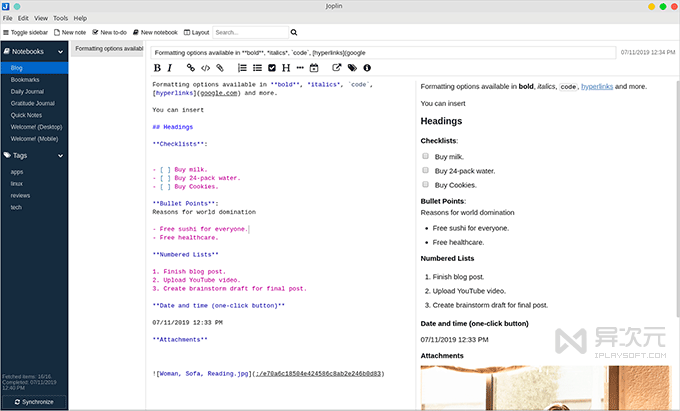 Joplin
File Edit View Tools Help
Toggle sidebar New note New to-do New notebook Layout Search...
Notebooks
Blog
Bookmarks
Daily Journal
Gratitude Journal
Quick Notes
Welcome! (Desktop)
Welcome! (Mobile)
Tags
apps
linux
reviews
tech
Fetched items: 16/16.
Completed: 07/11/2019
12:40 PM
Synchronize
Formatting options availabl
Formatting options available in **bold**, *italics*, `code`, [hyperlinks](google
07/11/2019 12:34 PM
Formatting options available in **bold**, *italics*, `code`,
[hyperlinks](google.com) and more.
You can insert
## Headings
**Checklists**:
- [ ] Buy milk.
- [ ] Buy 24-pack water.
- [ ] Buy Cookies.
**Bullet Points**:
Reasons for world domination
- Free sushi for everyone.
- Free healthcare.
**Numbered Lists**
1. Finish blog post.
2. Upload YouTube video.
3. Create brainstorm draft for final post.
**Date and time (one-click button)**
07/11/2019 12:33 PM
**Attachments**
![Woman, Sofa, Reading.jpg](:/e70a6c18504e424586c8ab2e246b0d83)
Formatting options available in bold, italics, code, hyperlinks and more.
You can insert
Headings
Checklists:
Buy milk.
Buy 24-pack water.
Buy Cookies.
Bullet Points:
Reasons for world domination
• Free sushi for everyone.
• Free healthcare.
Numbered Lists
1. Finish blog post.
2. Upload YouTube video.
3. Create brainstorm draft for final post.
Date and time (one-click button)
07/11/2019 12:33 PM
Attachments
异次元
IPLAYSOFT.COM